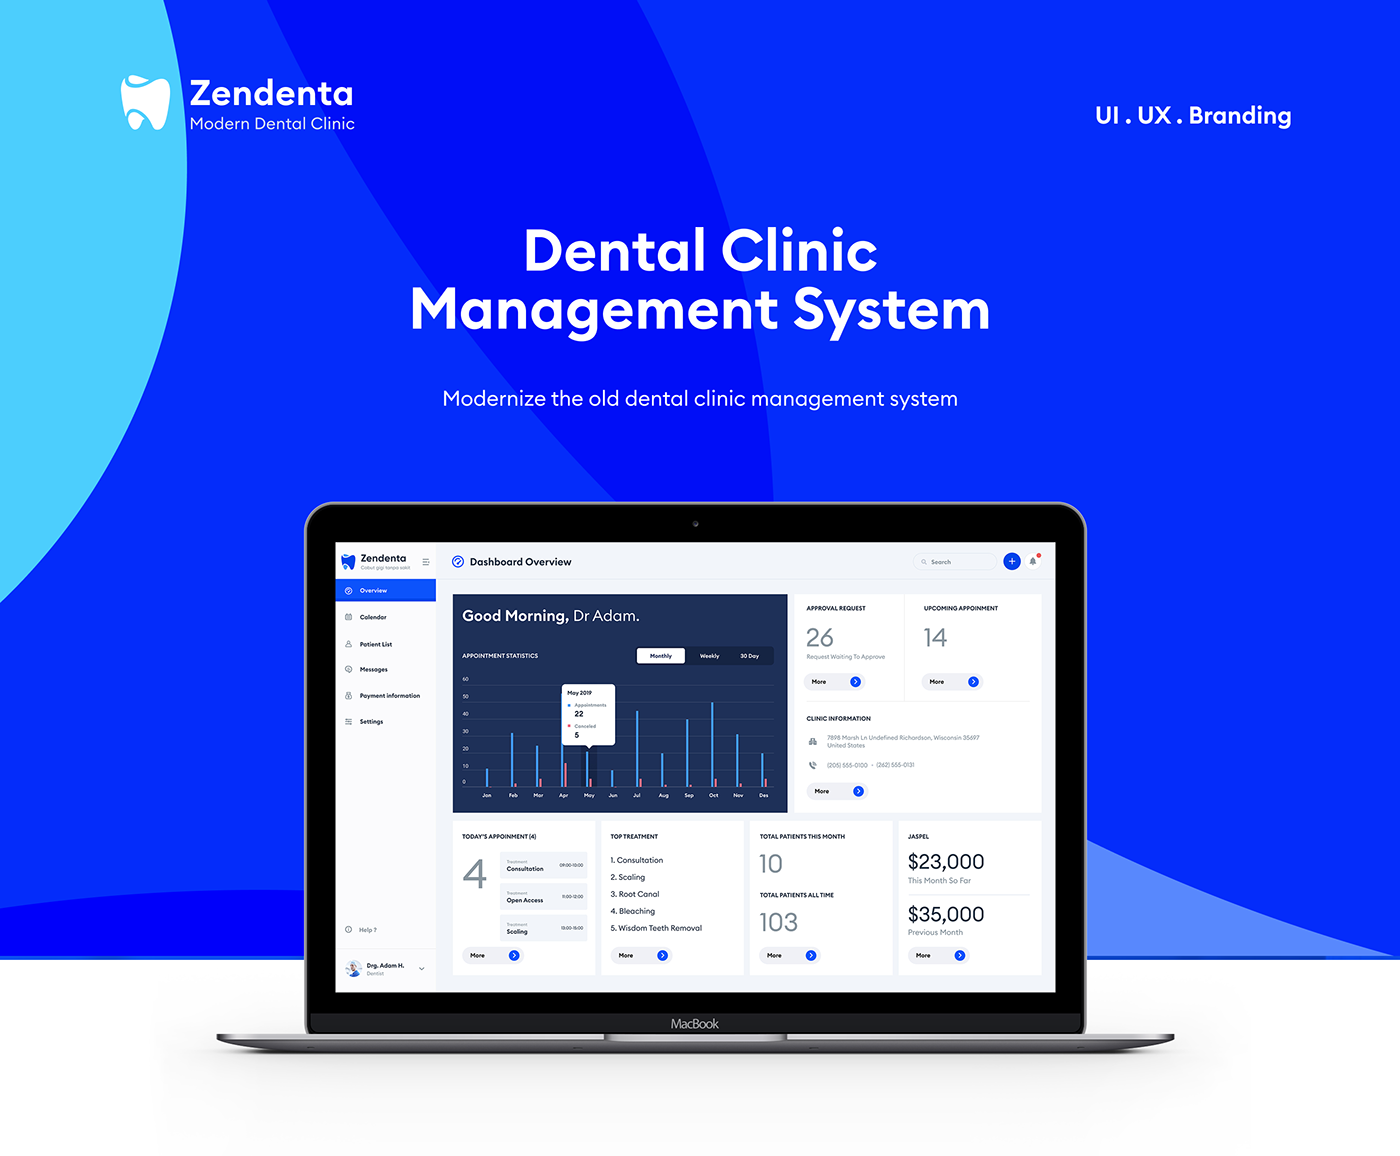 Zendenta
Modern Dental Clinic
UI . UX . Branding
Dental Clinic
Management System
Modernize the old dental clinic management system
Zendenta
Cabut gigi tanpa sakit
Dashboard Overview
Search
Overview
Calendar
Patient List
Messages
Payment information
Settings
Help ?
Drg. Adam H.
Dentist
Good Morning, Dr Adam.
APPOINTMENT STATISTICS
Monthly
Weekly
30 Day
60
50
40
30
20
10
0
May 2019
Appointments
22
Canceled
5
Jan
Feb
Mar
Apr
May
Jun
Jul
Aug
Sep
Oct
Nov
Des
APPROVAL REQUEST
26
Request Waiting To Approve
More
UPCOMING APPOINMENT
14
More
CLINIC INFORMATION
7898 Marsh Ln Undefined Richardson, Wisconsin 35697
United States
(205) 555-0100 • (262) 555-0131
More
TODAY'S APPOINMENT (4)
4
Treatment
Consultation
09:00-10:00
Treatment
Open Access
11:00-12:00
Treatment
Scaling
13:00-15:00
More
TOP TREATMENT
1. Consultation
2. Scaling
3. Root Canal
4. Bleaching
5. Wisdom Teeth Removal
More
TOTAL PATIENTS THIS MONTH
10
TOTAL PATIENTS ALL TIME
103
More
JASPEL
$23,000
This Month So Far
$35,000
Previous Month
More
MacBook